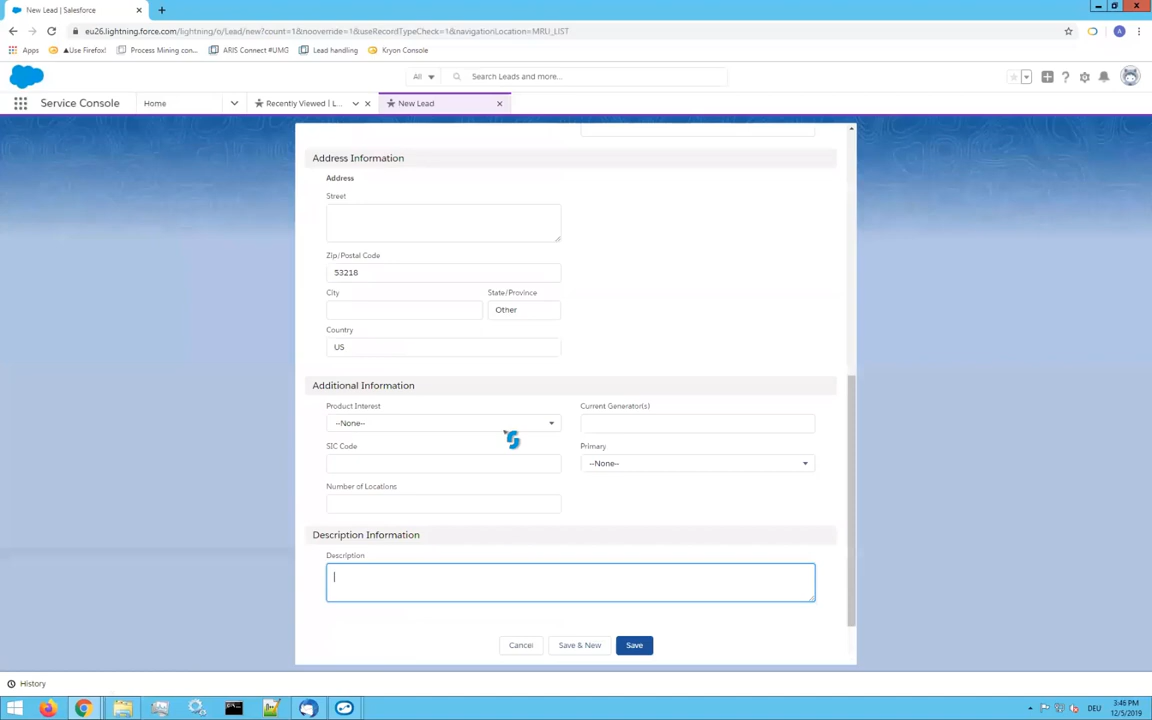 New Lead | Salesforce
eu26.lightning.force.com/lightning/o/Lead/new?count=1&nooverride=1&useRecordTypeCheck=1&navigationLocation=MRU_LIST
Apps ▲Use Firefox! Process Mining con... ARIS Connect #UMG Lead handling Kryon Console
All Search Leads and more...
Service Console Home Recently Viewed | L... New Lead
Address Information
Address
Street
Zip/Postal Code
53218
City State/Province
Other
Country
US
Additional Information
Product Interest Current Generator(s)
--None--
SIC Code Primary
--None--
Number of Locations
Description Information
Description
Cancel Save & New Save
History
DEU 3:46 PM
12/5/2019